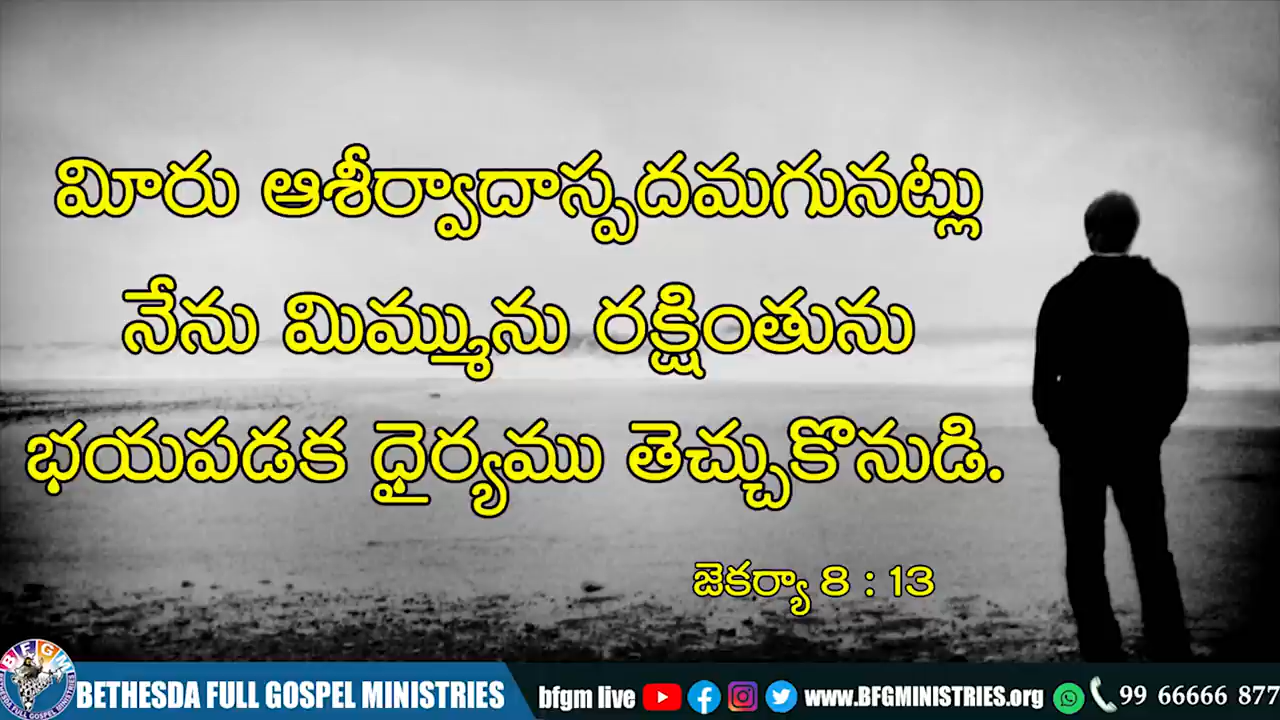 మీరు ఆశీర్వాదాస్పదమగునట్లు
నేను మిమ్మును రక్షింతును
భయపడక ధైర్యము తెచ్చుకొనుడి.
జెకర్యా 8 : 13
BFGM
BETHESDA FULL GOSPEL MINISTRIES bfgm live www.BFGMINISTRIES.org 99 66666 877